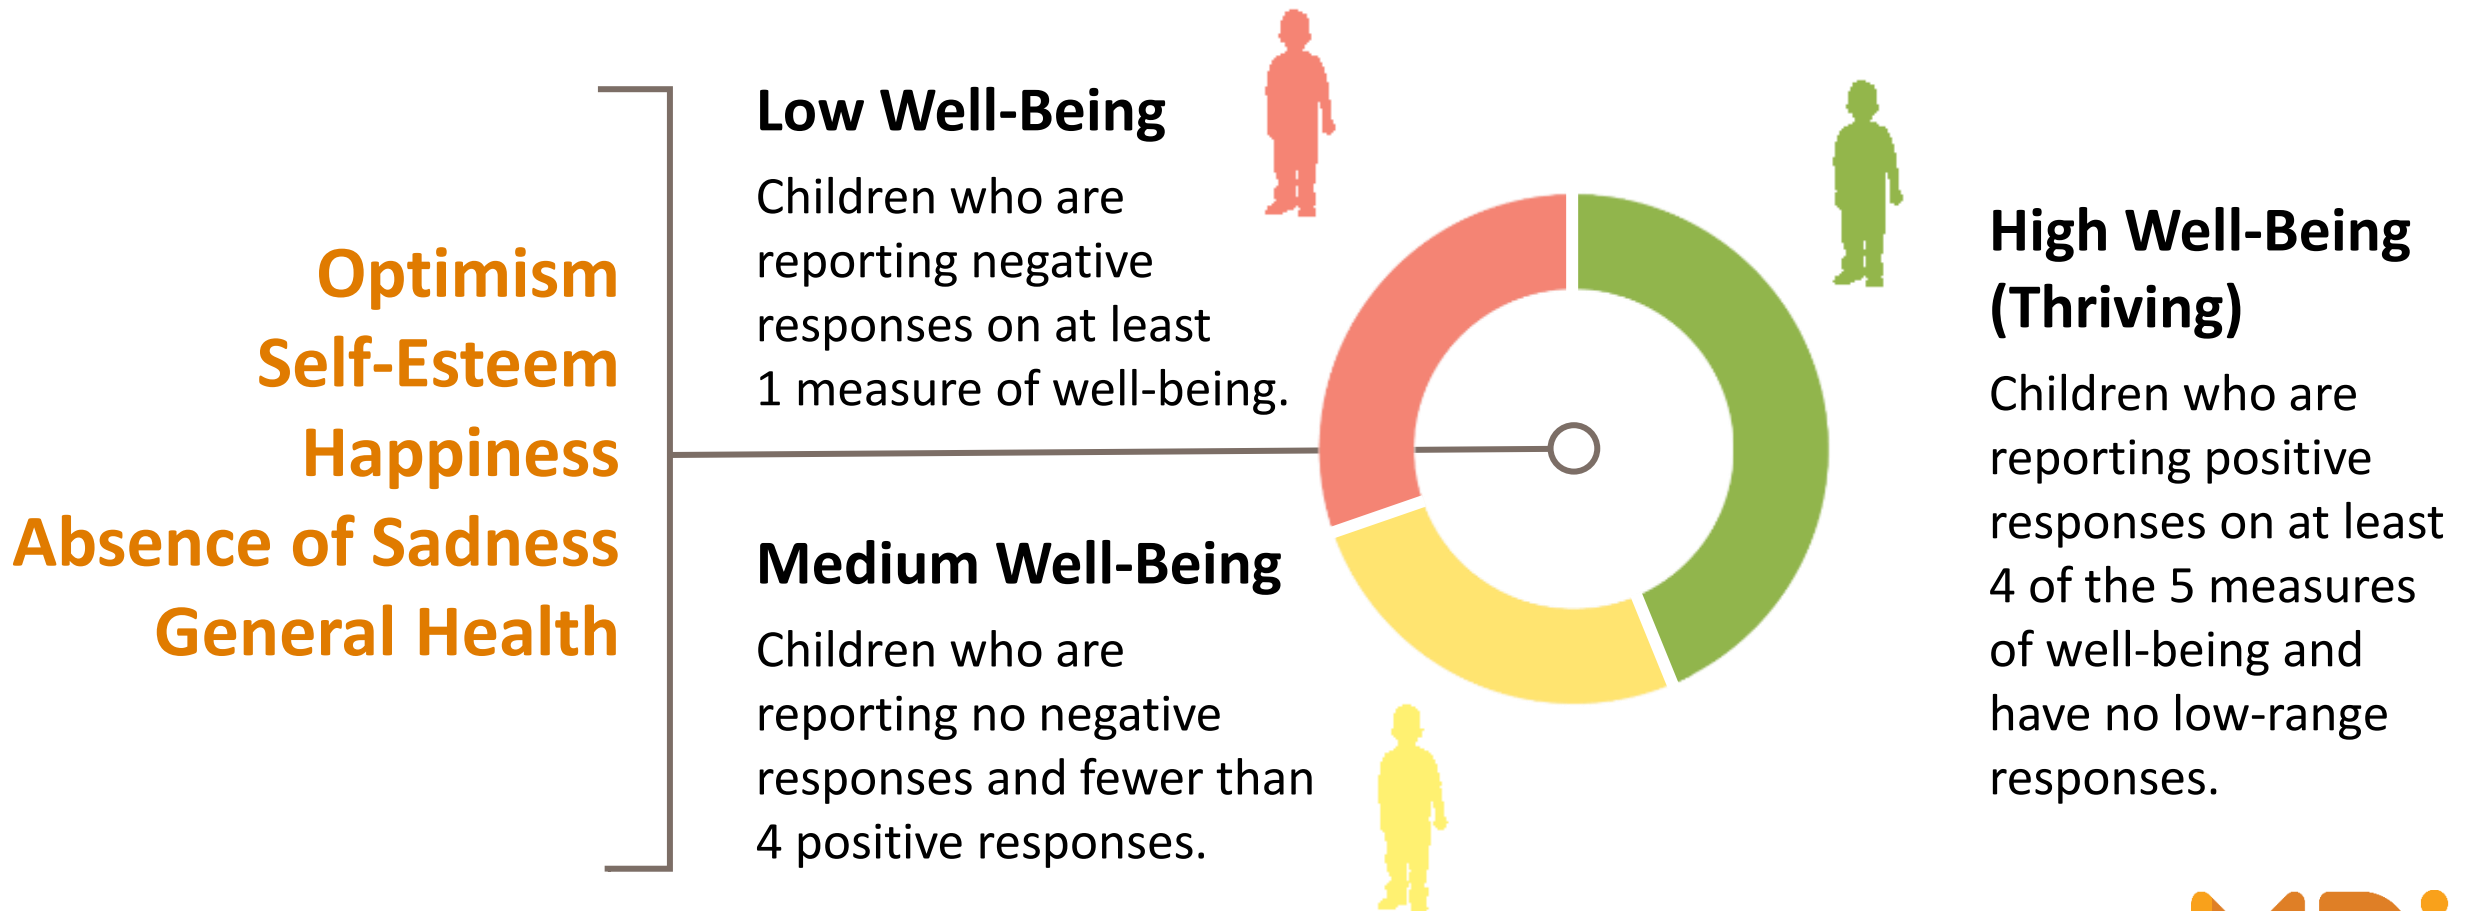 Optimism
Self-Esteem
Happiness
Absence of Sadness
General Health
Low Well-Being
Children who are
reporting negative
responses on at least
1 measure of well-being.
Medium Well-Being
Children who are
reporting no negative
responses and fewer than
4 positive responses.
High Well-Being
(Thriving)
Children who are
reporting positive
responses on at least
4 of the 5 measures
of well-being and
have no low-range
responses.